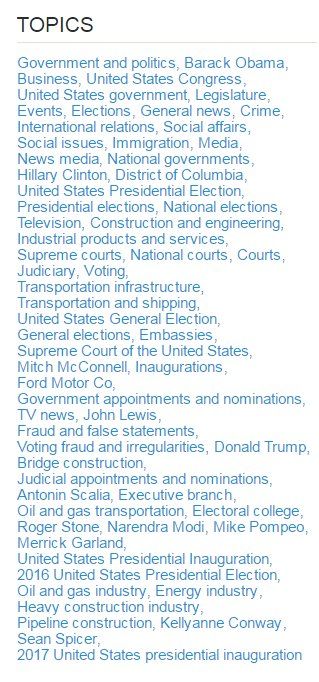 TOPICS
Government and politics, Barack Obama,
Business, United States Congress,
United States government, Legislature,
Events, Elections, General news, Crime,
International relations, Social affairs,
Social issues, Immigration, Media,
News media, National governments,
Hillary Clinton, District of Columbia,
United States Presidential Election,
Presidential elections, National elections,
Television, Construction and engineering,
Industrial products and services,
Supreme courts, National courts, Courts,
Judiciary, Voting,
Transportation infrastructure,
Transportation and shipping,
United States General Election,
General elections, Embassies,
Supreme Court of the United States,
Mitch McConnell, Inaugurations,
Ford Motor Co,
Government appointments and nominations,
TV news, John Lewis,
Fraud and false statements,
Voting fraud and irregularities, Donald Trump,
Bridge construction,
Judicial appointments and nominations,
Antonin Scalia, Executive branch,
Oil and gas transportation, Electoral college,
Roger Stone, Narendra Modi, Mike Pompeo,
Merrick Garland,
United States Presidential Inauguration,
2016 United States Presidential Election,
Oil and gas industry, Energy industry,
Heavy construction industry,
Pipeline construction, Kellyanne Conway,
Sean Spicer,
2017 United States presidential inauguration